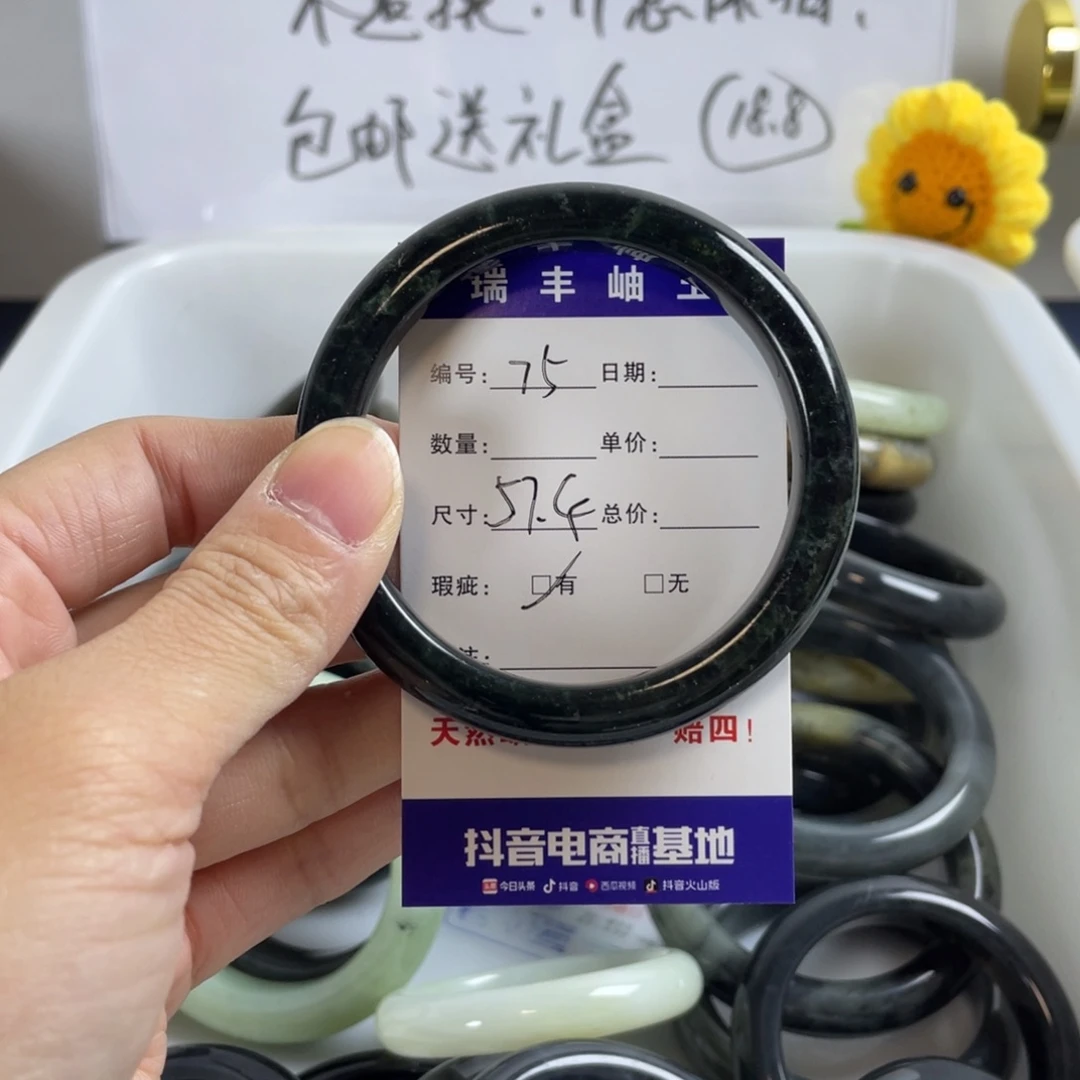 包邮送礼盒 18.8
瑞丰岫玉
编号: 75 日期:
数量: 单价:
尺寸: 57.4 总价:
瑕疵: □有 □无
天然 赔四!
抖音电商直播基地
今日头条 抖音 西瓜视频 抖音火山版